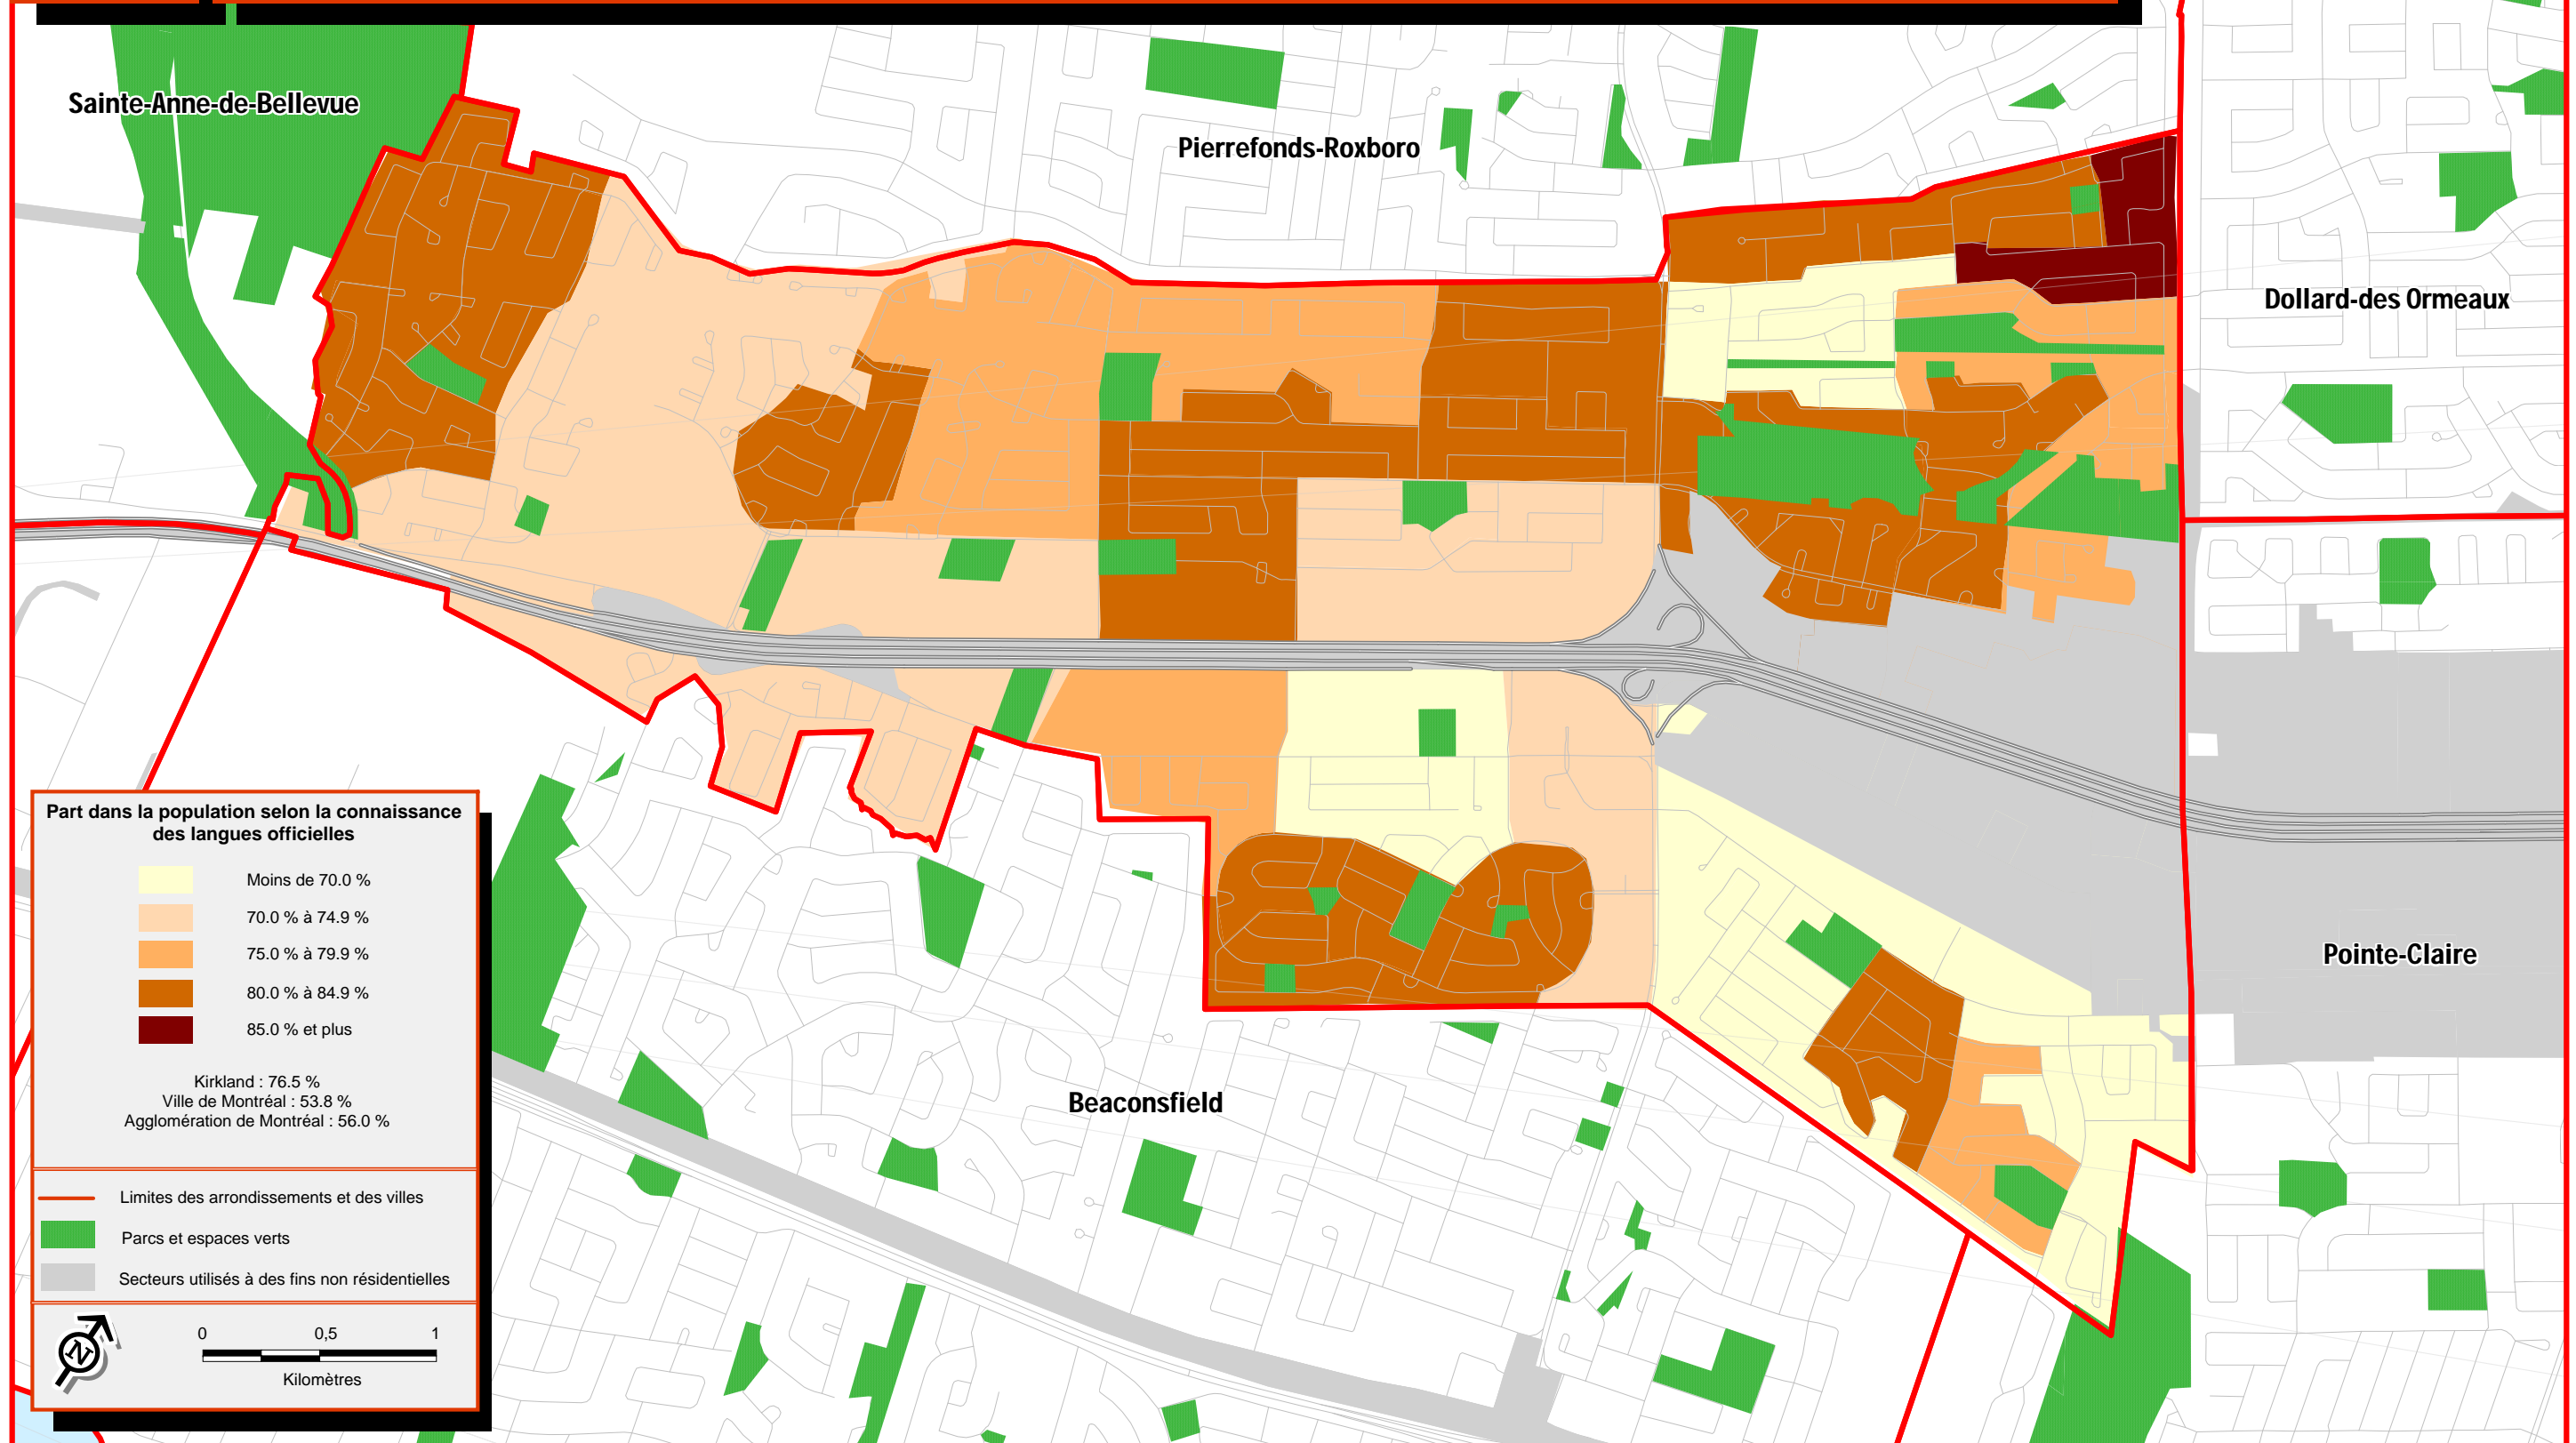 Sainte-Anne-de-Bellevue
Pierrefonds-Roxboro
Dollard-des Ormeaux
Pointe-Claire
Beaconsfield
Part dans la population selon la connaissance
des langues officielles
Moins de 70.0 %
70.0 % à 74.9 %
75.0 % à 79.9 %
80.0 % à 84.9 %
85.0 % et plus
Kirkland : 76.5 %
Ville de Montréal : 53.8 %
Agglomération de Montréal : 56.0 %
Limites des arrondissements et des villes
Parcs et espaces verts
Secteurs utilisés à des fins non résidentielles
N
0 0,5 1
Kilomètres